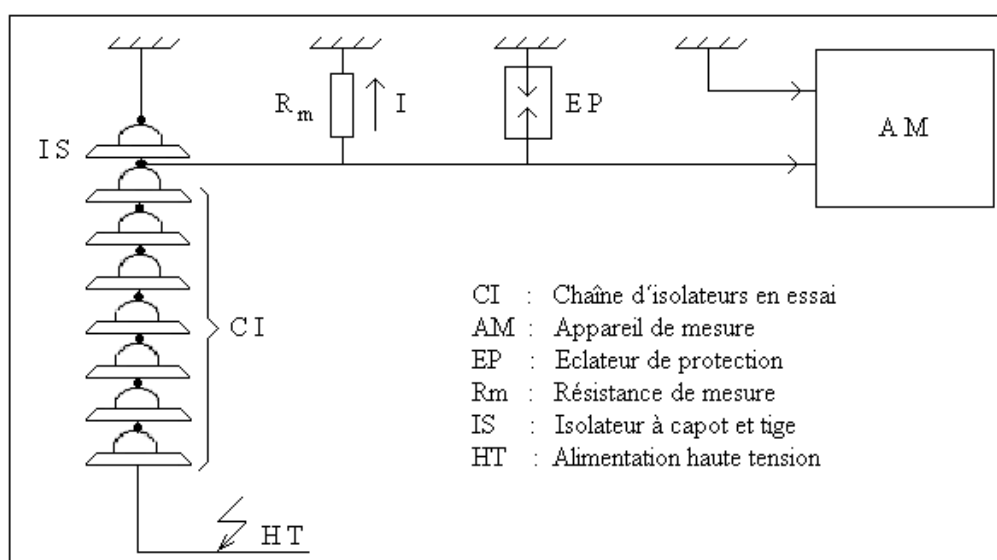 R m
I
E P
A M
I S
C I
CI : Chaîne d'isolateurs en essai
AM : Appareil de mesure
EP : Eclateur de protection
Rm : Résistance de mesure
IS : Isolateur à capot et tige
HT : Alimentation haute tension
H T